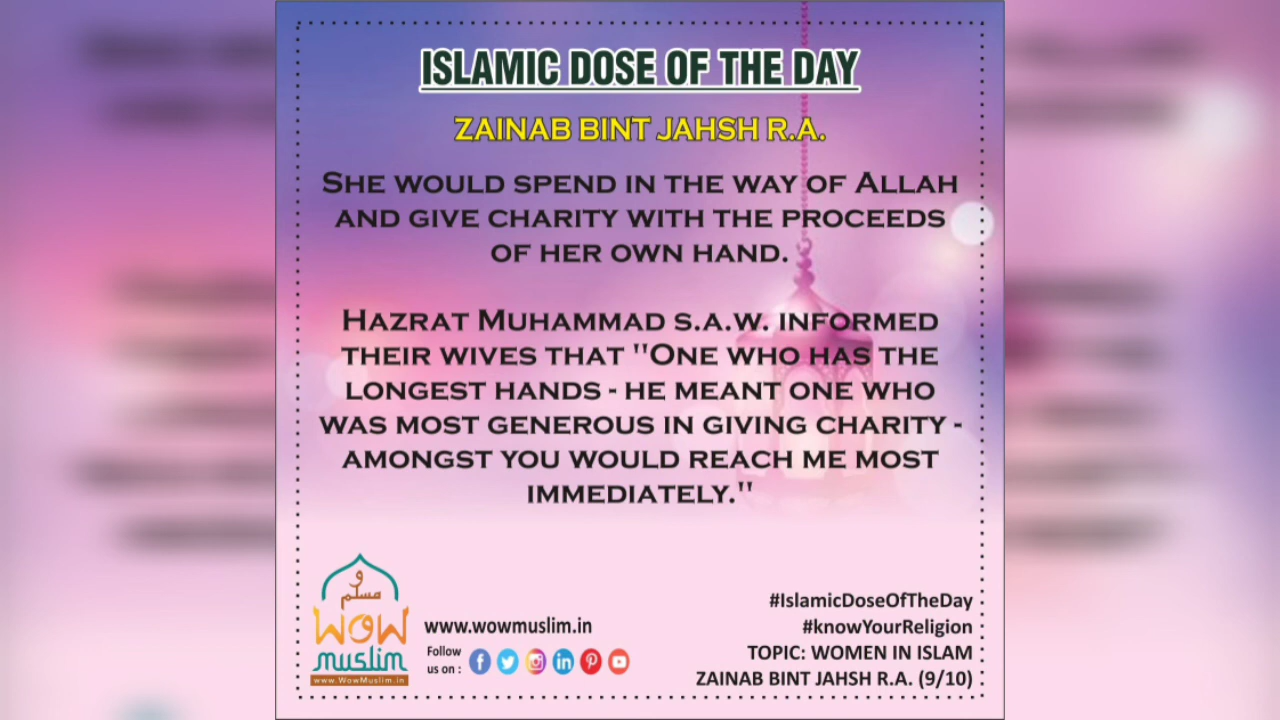 ISLAMIC DOSE OF THE DAY
ZAINAB BINT JAHSH R.A.
SHE WOULD SPEND IN THE WAY OF ALLAH
AND GIVE CHARITY WITH THE PROCEEDS
OF HER OWN HAND.
HAZRAT MUHAMMAD S.A.W. INFORMED
THEIR WIVES THAT "ONE WHO HAS THE
LONGEST HANDS - HE MEANT ONE WHO
WAS MOST GENEROUS IN GIVING CHARITY -
AMONGST YOU WOULD REACH ME MOST
IMMEDIATELY."
و
مسلم
WOW
muslim
www.WowMuslim.in
www.wowmuslim.in
Follow
us on :
#IslamicDoseOfTheDay
#knowYourReligion
TOPIC: WOMEN IN ISLAM
ZAINAB BINT JAHSH R.A. (9/10)